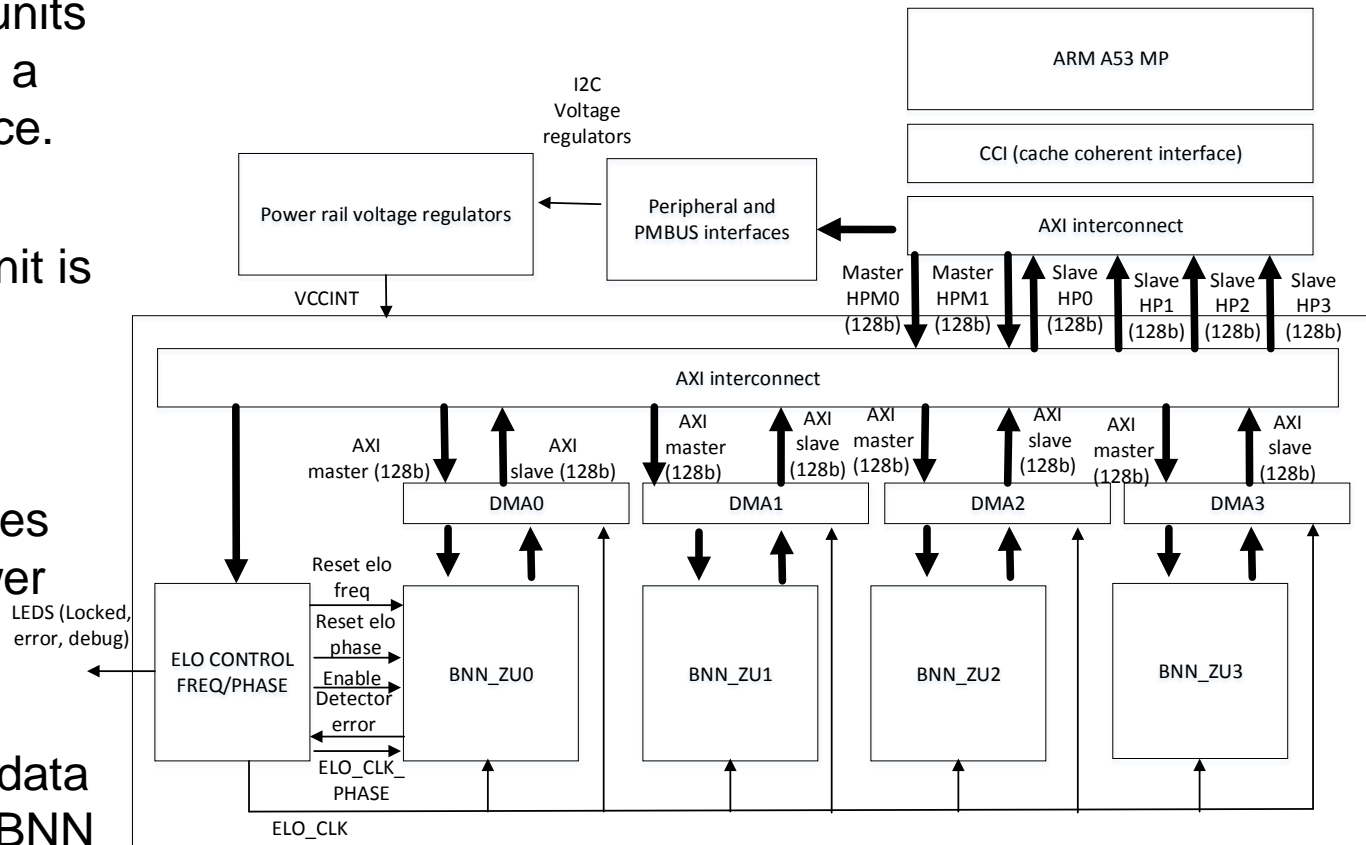 units
a
ce.
nit is
es
ver
data
BNN
ARM A53 MP
CCI (cache coherent interface)
AXI interconnect
I2C
Voltage
regulators
Power rail voltage regulators
Peripheral and
PMBUS interfaces
VCCINT
Master
HPM0
(128b)
Master
HPM1
(128b)
Slave
HP0
(128b)
Slave
HP1
(128b)
Slave
HP2
(128b)
Slave
HP3
(128b)
AXI interconnect
AXI
master (128b)
AXI
slave (128b)
AXI
master
(128b)
AXI
slave
(128b)
AXI
master
(128b)
AXI
slave
(128b)
AXI
master
(128b)
AXI
slave
(128b)
DMA0
DMA1
DMA2
DMA3
LEDS (Locked,
error, debug)
ELO CONTROL
FREQ/PHASE
Reset elo
freq
Reset elo
phase
Enable
Detector
error
ELO_CLK_
PHASE
BNN_ZU0
BNN_ZU1
BNN_ZU2
BNN_ZU3
ELO_CLK